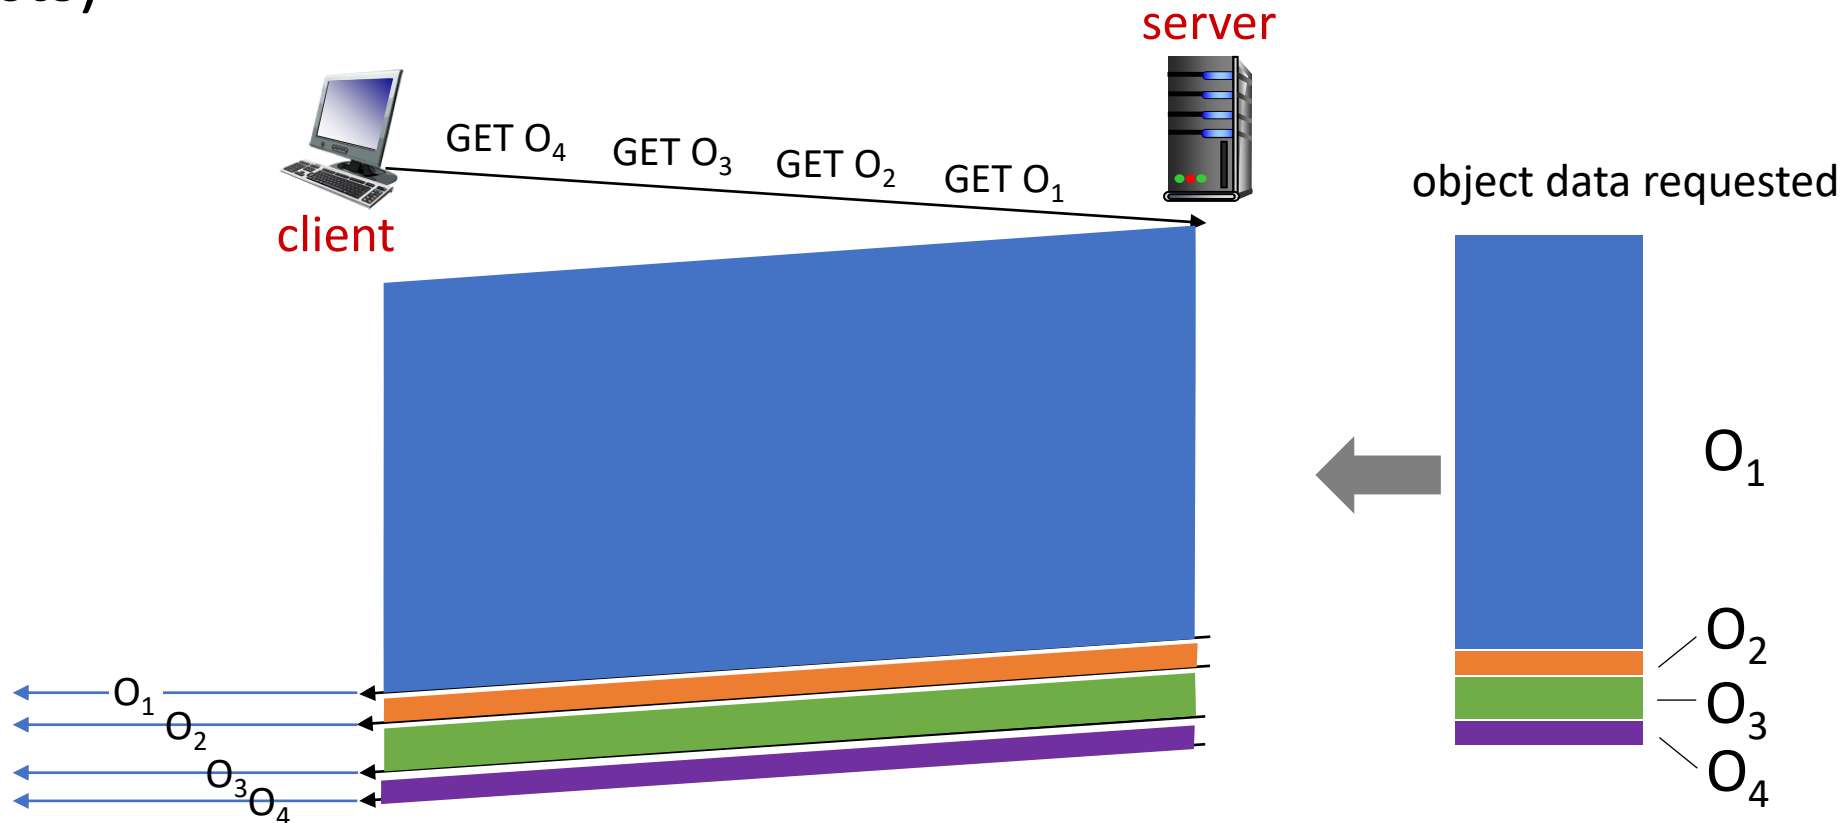 server
GET O₄ GET O₃ GET O₂ GET O₁
object data requested
client
O₁
O₂
O₃
O₄
O₁
O₂
O₃
O₄